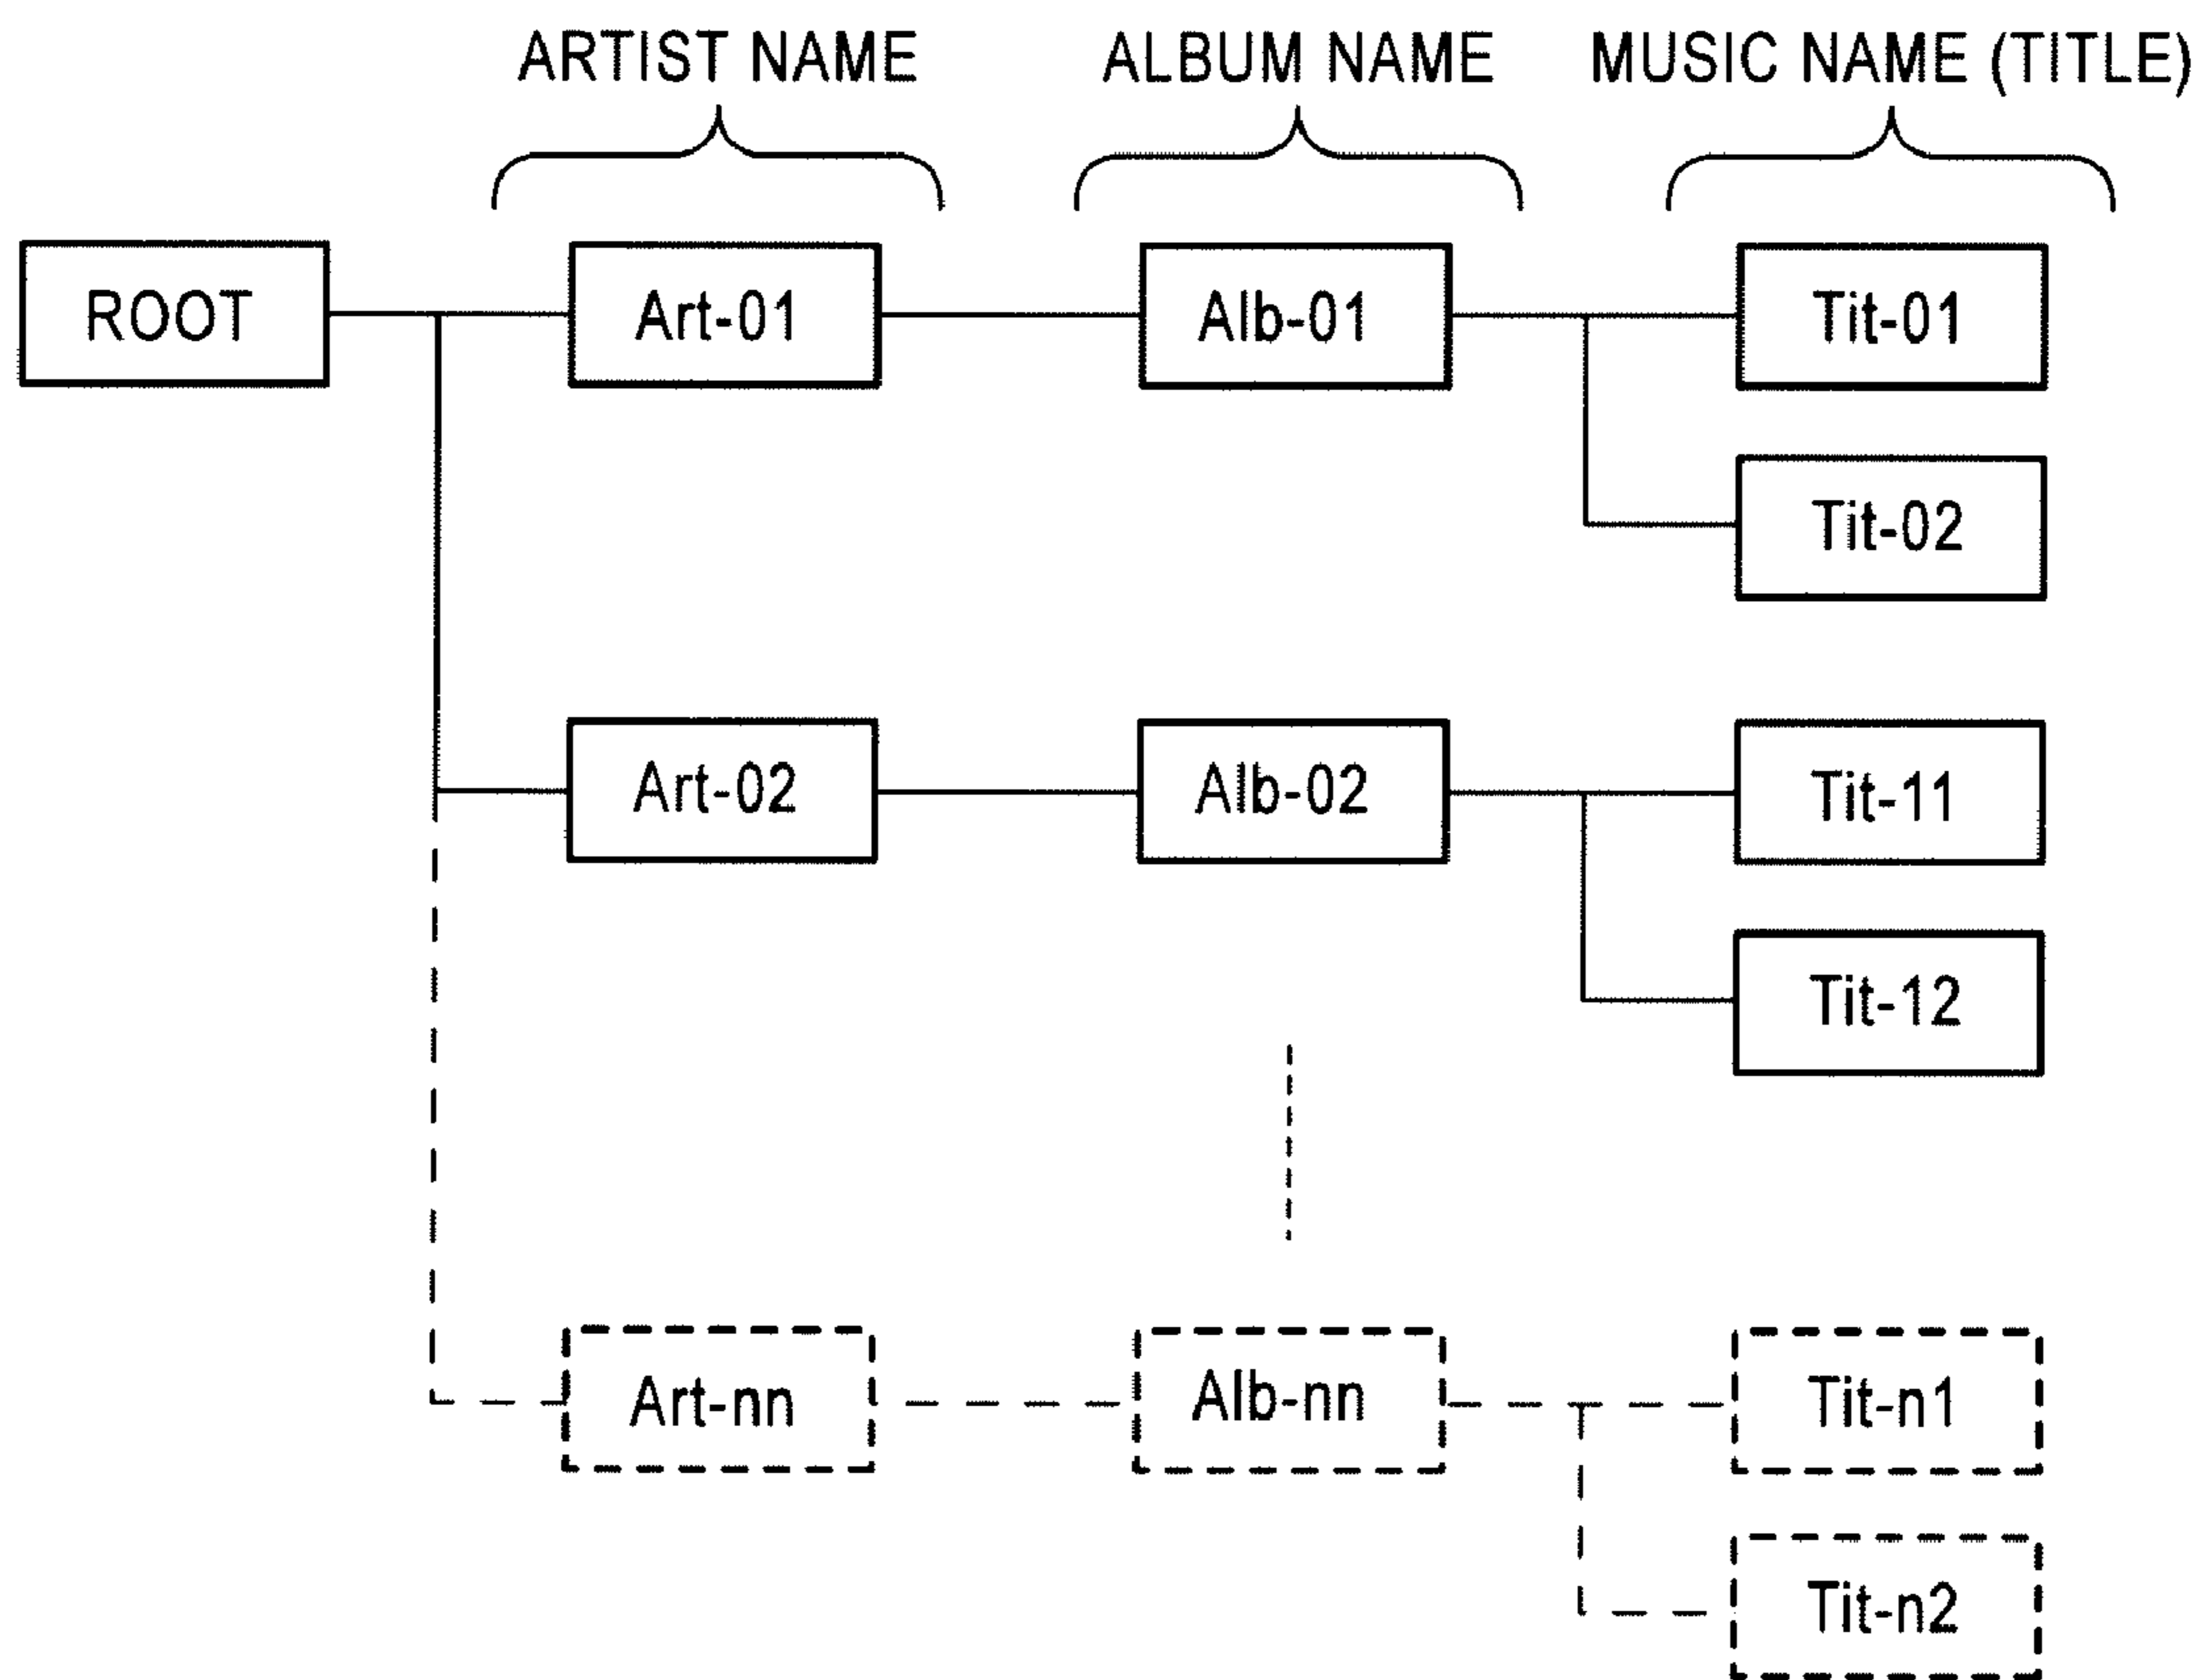 ARTIST NAME
ALBUM NAME
MUSIC NAME (TITLE)
ROOT
Art-01
Alb-01
Tit-01
Tit-02
Art-02
Alb-02
Tit-11
Tit-12
Art-nn
Alb-nn
Tit-n1
Tit-n2